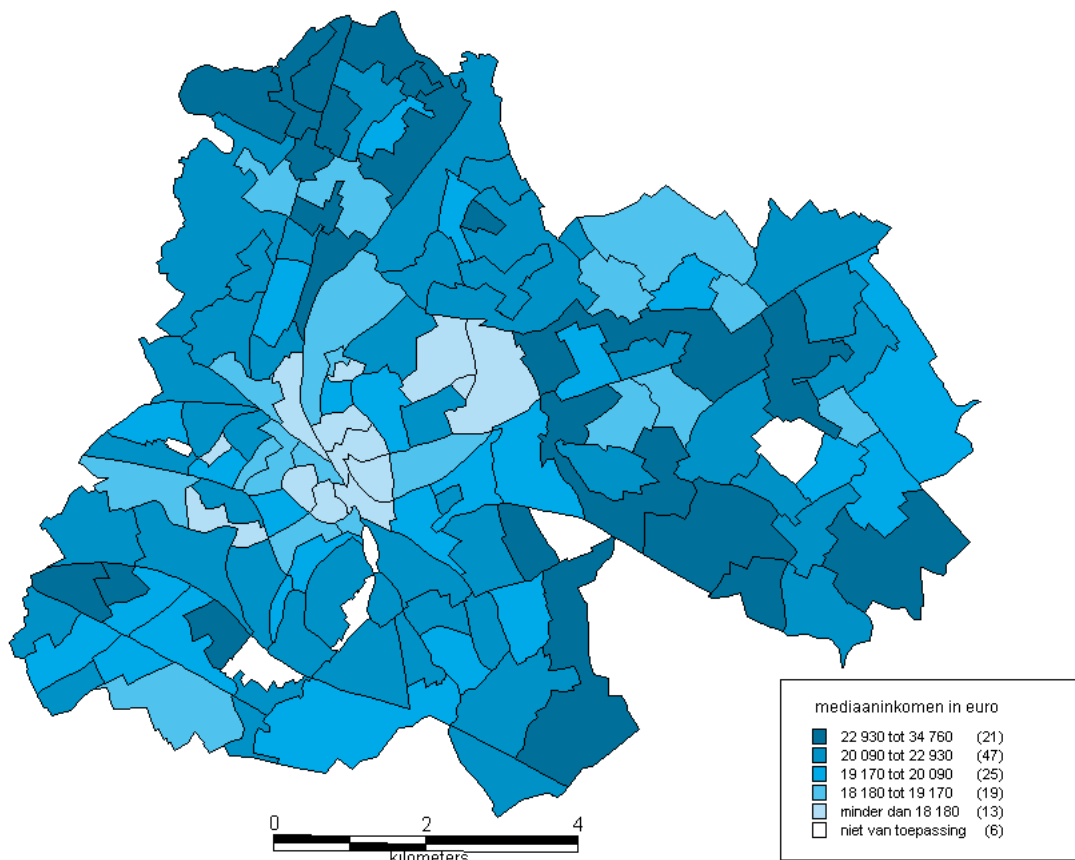 mediaaninkomen in euro
22 930 tot 34 760 (21)
20 090 tot 22 930 (47)
19 170 tot 20 090 (25)
18 180 tot 19 170 (19)
minder dan 18 180 (13)
niet van toepassing (6)
0 2 4
kilometers